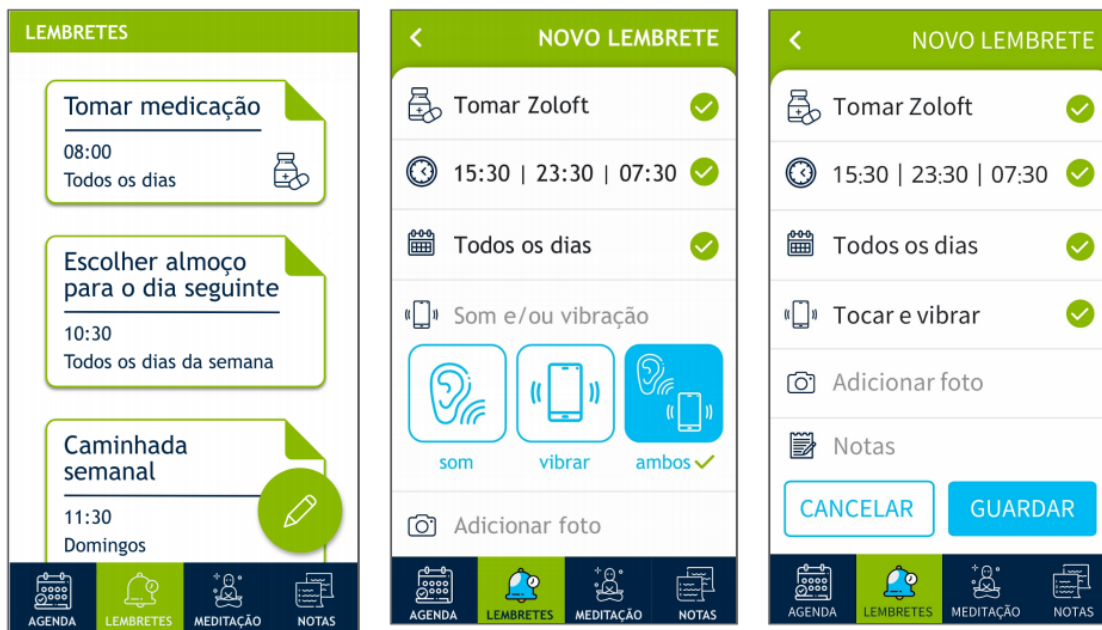 LEMBRETES
Tomar medicação
08:00
Todos os dias
Escolher almoço
para o dia seguinte
10:30
Todos os dias da semana
Caminhada
semanal
11:30
Domingos
AGENDA
LEMBRETES
MEDITAÇÃO
NOTAS
NOVO LEMBRETE
Tomar Zoloft
15:30 | 23:30 | 07:30
Todos os dias
Som e/ou vibração
som
vibrar
ambos
Adicionar foto
AGENDA
LEMBRETES
MEDITAÇÃO
NOTAS
NOVO LEMBRETE
Tomar Zoloft
15:30 | 23:30 | 07:30
Todos os dias
Tocar e vibrar
Adicionar foto
Notas
CANCELAR
GUARDAR
AGENDA
LEMBRETES
MEDITAÇÃO
NOTAS